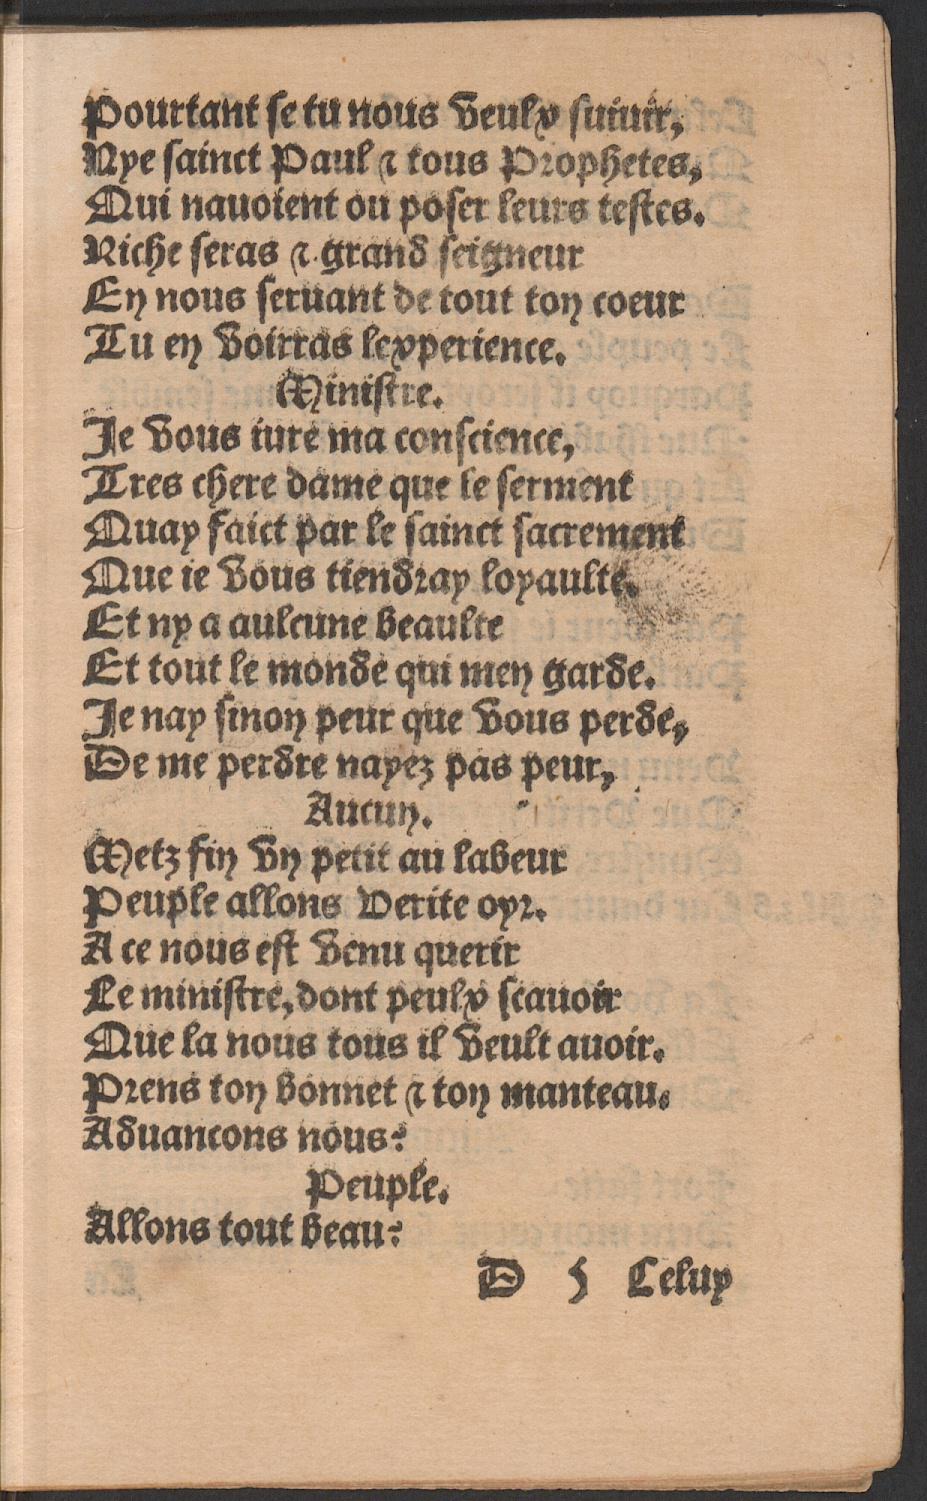 Pourtant se tu nous veulx suiuir,
Nye sainct Paul ⁊ tous Prophetes,
Qui nauoient ou poser leurs testes.
Riche seras ⁊ grand seigneur
En nous seruant de tout ton coeur
Tu en voirras lexperience.
Ministre.
Je vous iure ma conscience,
Tres chere dame que le serment
Quay faict par le sainct sacrement
Que ie vous tiendray loyaulte.
Et ny a aulcune beaulte
Et tout le monde qui men garde.
Je nay sinon peur que vous perde,
De me perdre nayez pas peur,
Aucun.
Metz fin vn petit au labeur
Peuple allons Verite oyr.
A ce nous est venu querir
Le ministre, dont peulx scauoir
Que la nous tous il veult auoir.
Prens ton bonnet ⁊ ton manteau.
Aduancons nous:
Peuple.
Allons tout beau:
D 5 Celuy